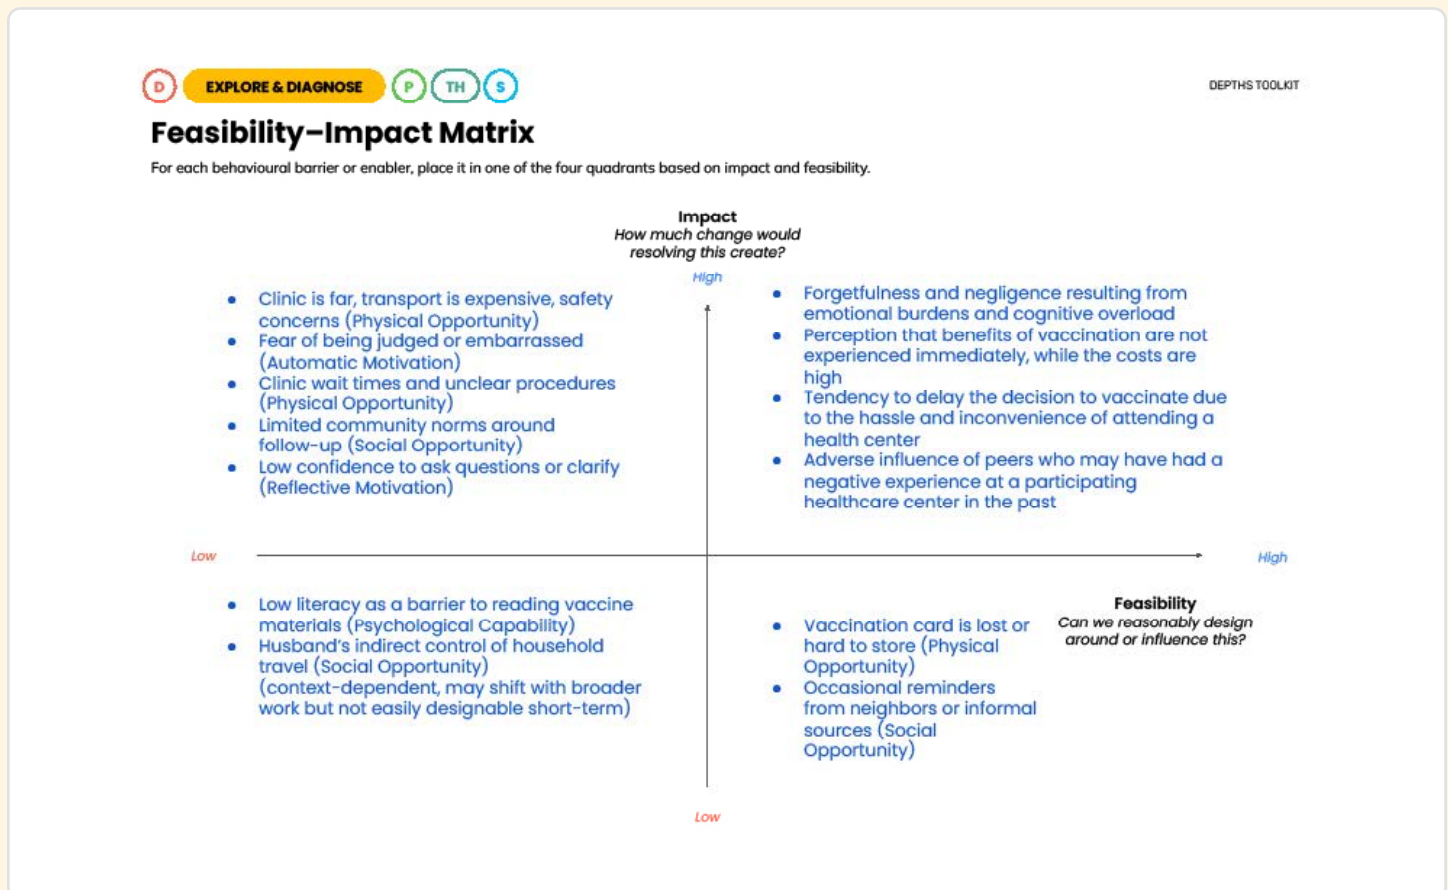 D EXPLORE & DIAGNOSE P TH S
DEPTHS TOOLKIT
Feasibility–Impact Matrix
For each behavioural barrier or enabler, place it in one of the four quadrants based on impact and feasibility.
Impact
How much change would
resolving this create?
High
• Clinic is far, transport is expensive, safety
concerns (Physical Opportunity)
• Fear of being judged or embarrassed
(Automatic Motivation)
• Clinic wait times and unclear procedures
(Physical Opportunity)
• Limited community norms around
follow-up (Social Opportunity)
• Low confidence to ask questions or clarify
(Reflective Motivation)
• Forgetfulness and negligence resulting from
emotional burdens and cognitive overload
• Perception that benefits of vaccination are not
experienced immediately, while the costs are
high
• Tendency to delay the decision to vaccinate due
to the hassle and inconvenience of attending a
health center
• Adverse influence of peers who may have had a
negative experience at a participating
healthcare center in the past
Low
High
• Low literacy as a barrier to reading vaccine
materials (Psychological Capability)
• Husband's indirect control of household
travel (Social Opportunity)
(context-dependent, may shift with broader
work but not easily designable short-term)
• Vaccination card is lost or
hard to store (Physical
Opportunity)
• Occasional reminders
from neighbors or informal
sources (Social
Opportunity)
Feasibility
Can we reasonably design
around or influence this?
Low